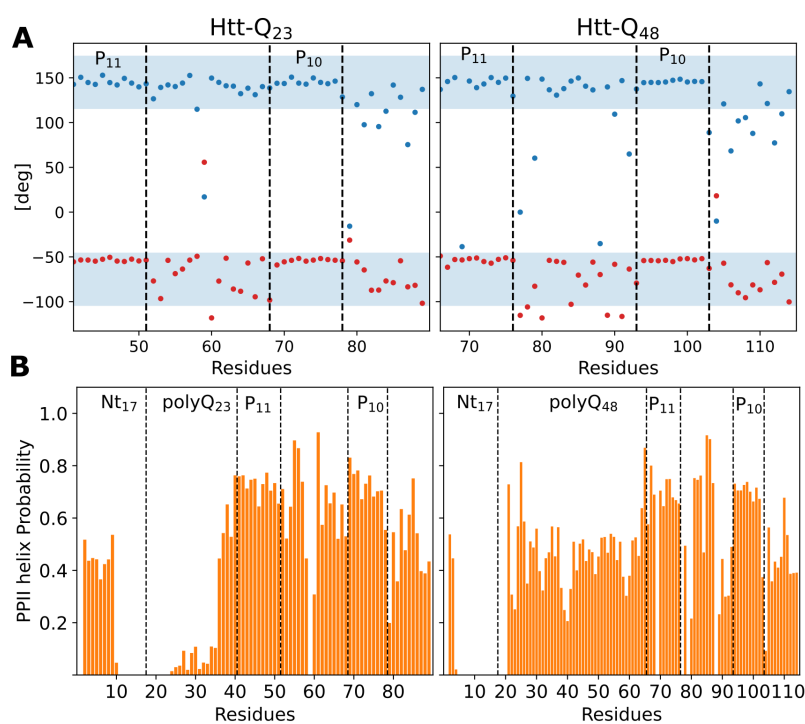 A
Htt-Q₂₃
Htt-Q₄₈
P₁₁
P₁₀
P₁₁
P₁₀
[deg]
150
100
50
0
−50
−100
50
60
70
80
70
80
90
100
110
Residues
Residues
B
PPII helix Probability
1.0
0.8
0.6
0.4
0.2
Nt₁₇
polyQ₂₃
P₁₁
P₁₀
Nt₁₇
polyQ₄₈
P₁₁
P₁₀
10
20
30
40
50
60
70
80
10
20
30
40
50
60
70
80
90
100
110
Residues
Residues